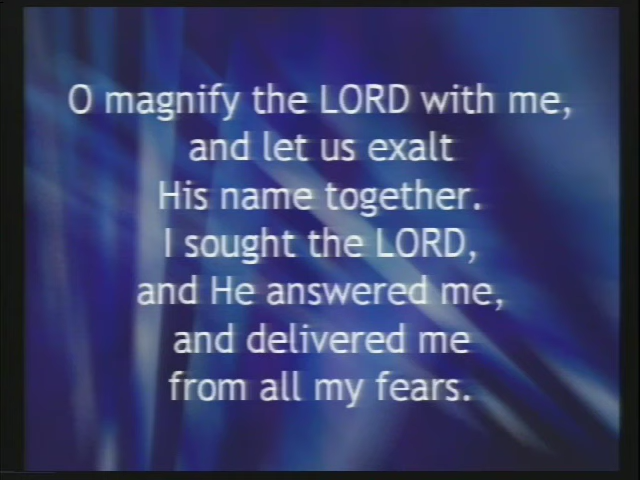 O magnify the LORD with me,
and let us exalt
His name together.
I sought the LORD,
and He answered me,
and delivered me
from all my fears.